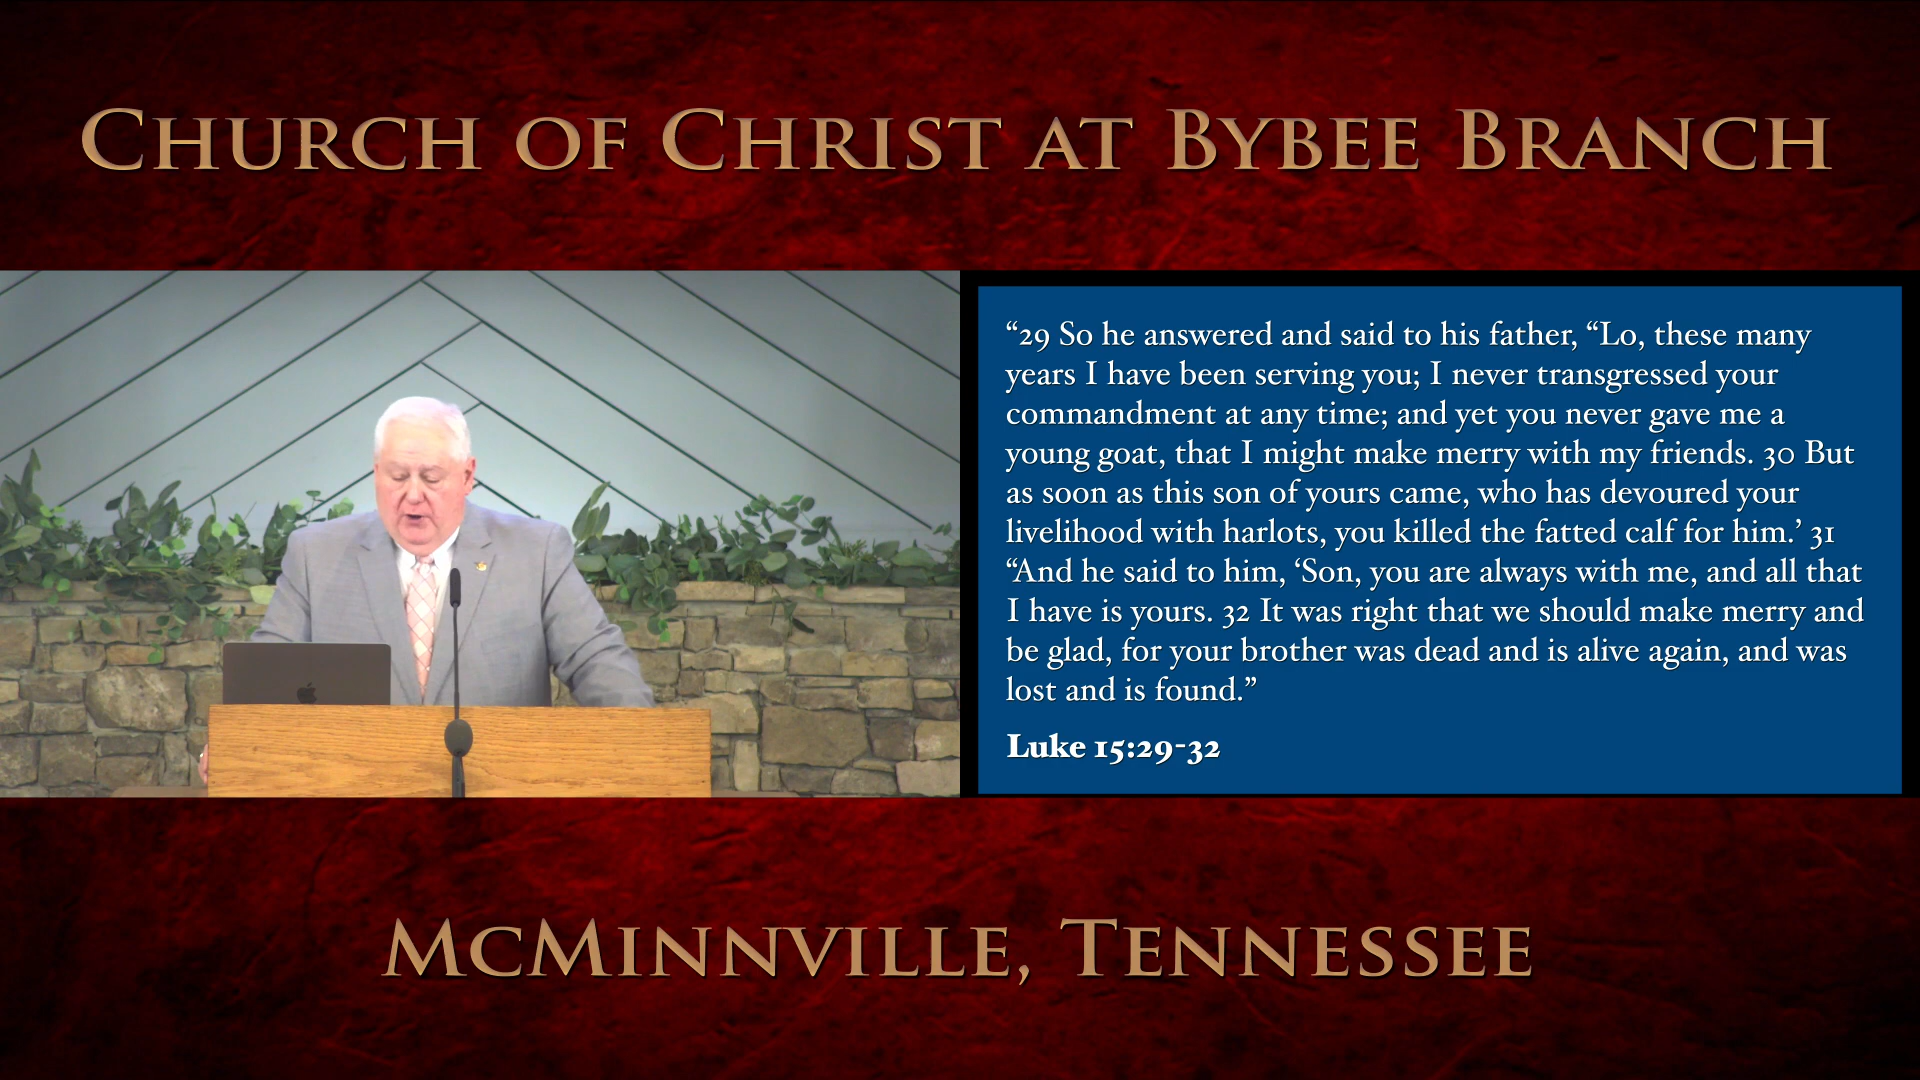 Church of Christ at Bybee Branch
“29 So he answered and said to his father, “Lo, these many
years I have been serving you; I never transgressed your
commandment at any time; and yet you never gave me a
young goat, that I might make merry with my friends. 30 But
as soon as this son of yours came, who has devoured your
livelihood with harlots, you killed the fatted calf for him.’ 31
“And he said to him, ‘Son, you are always with me, and all that
I have is yours. 32 It was right that we should make merry and
be glad, for your brother was dead and is alive again, and was
lost and is found.”
Luke 15:29-32
McMinnville, Tennessee